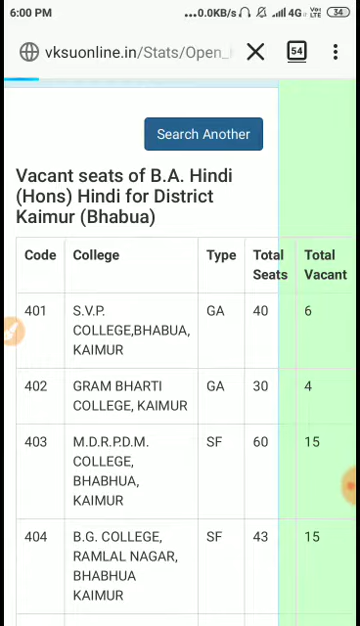 6:00 PM ...0.0KB/s 4G VoLTE 34
vksuonline.in/Stats/Open_ 54
Search Another
Vacant seats of B.A. Hindi
(Hons) Hindi for District
Kaimur (Bhabua)
Code College Type Total Seats Total Vacant
401 S.V.P. GA 40 6
COLLEGE,BHABUA,
KAIMUR
402 GRAM BHARTI GA 30 4
COLLEGE, KAIMUR
403 M.D.R.P.D.M. SF 60 15
COLLEGE,
BHABHUA,
KAIMUR
404 B.G. COLLEGE, SF 43 15
RAMLAL NAGAR,
BHABHUA
KAIMUR